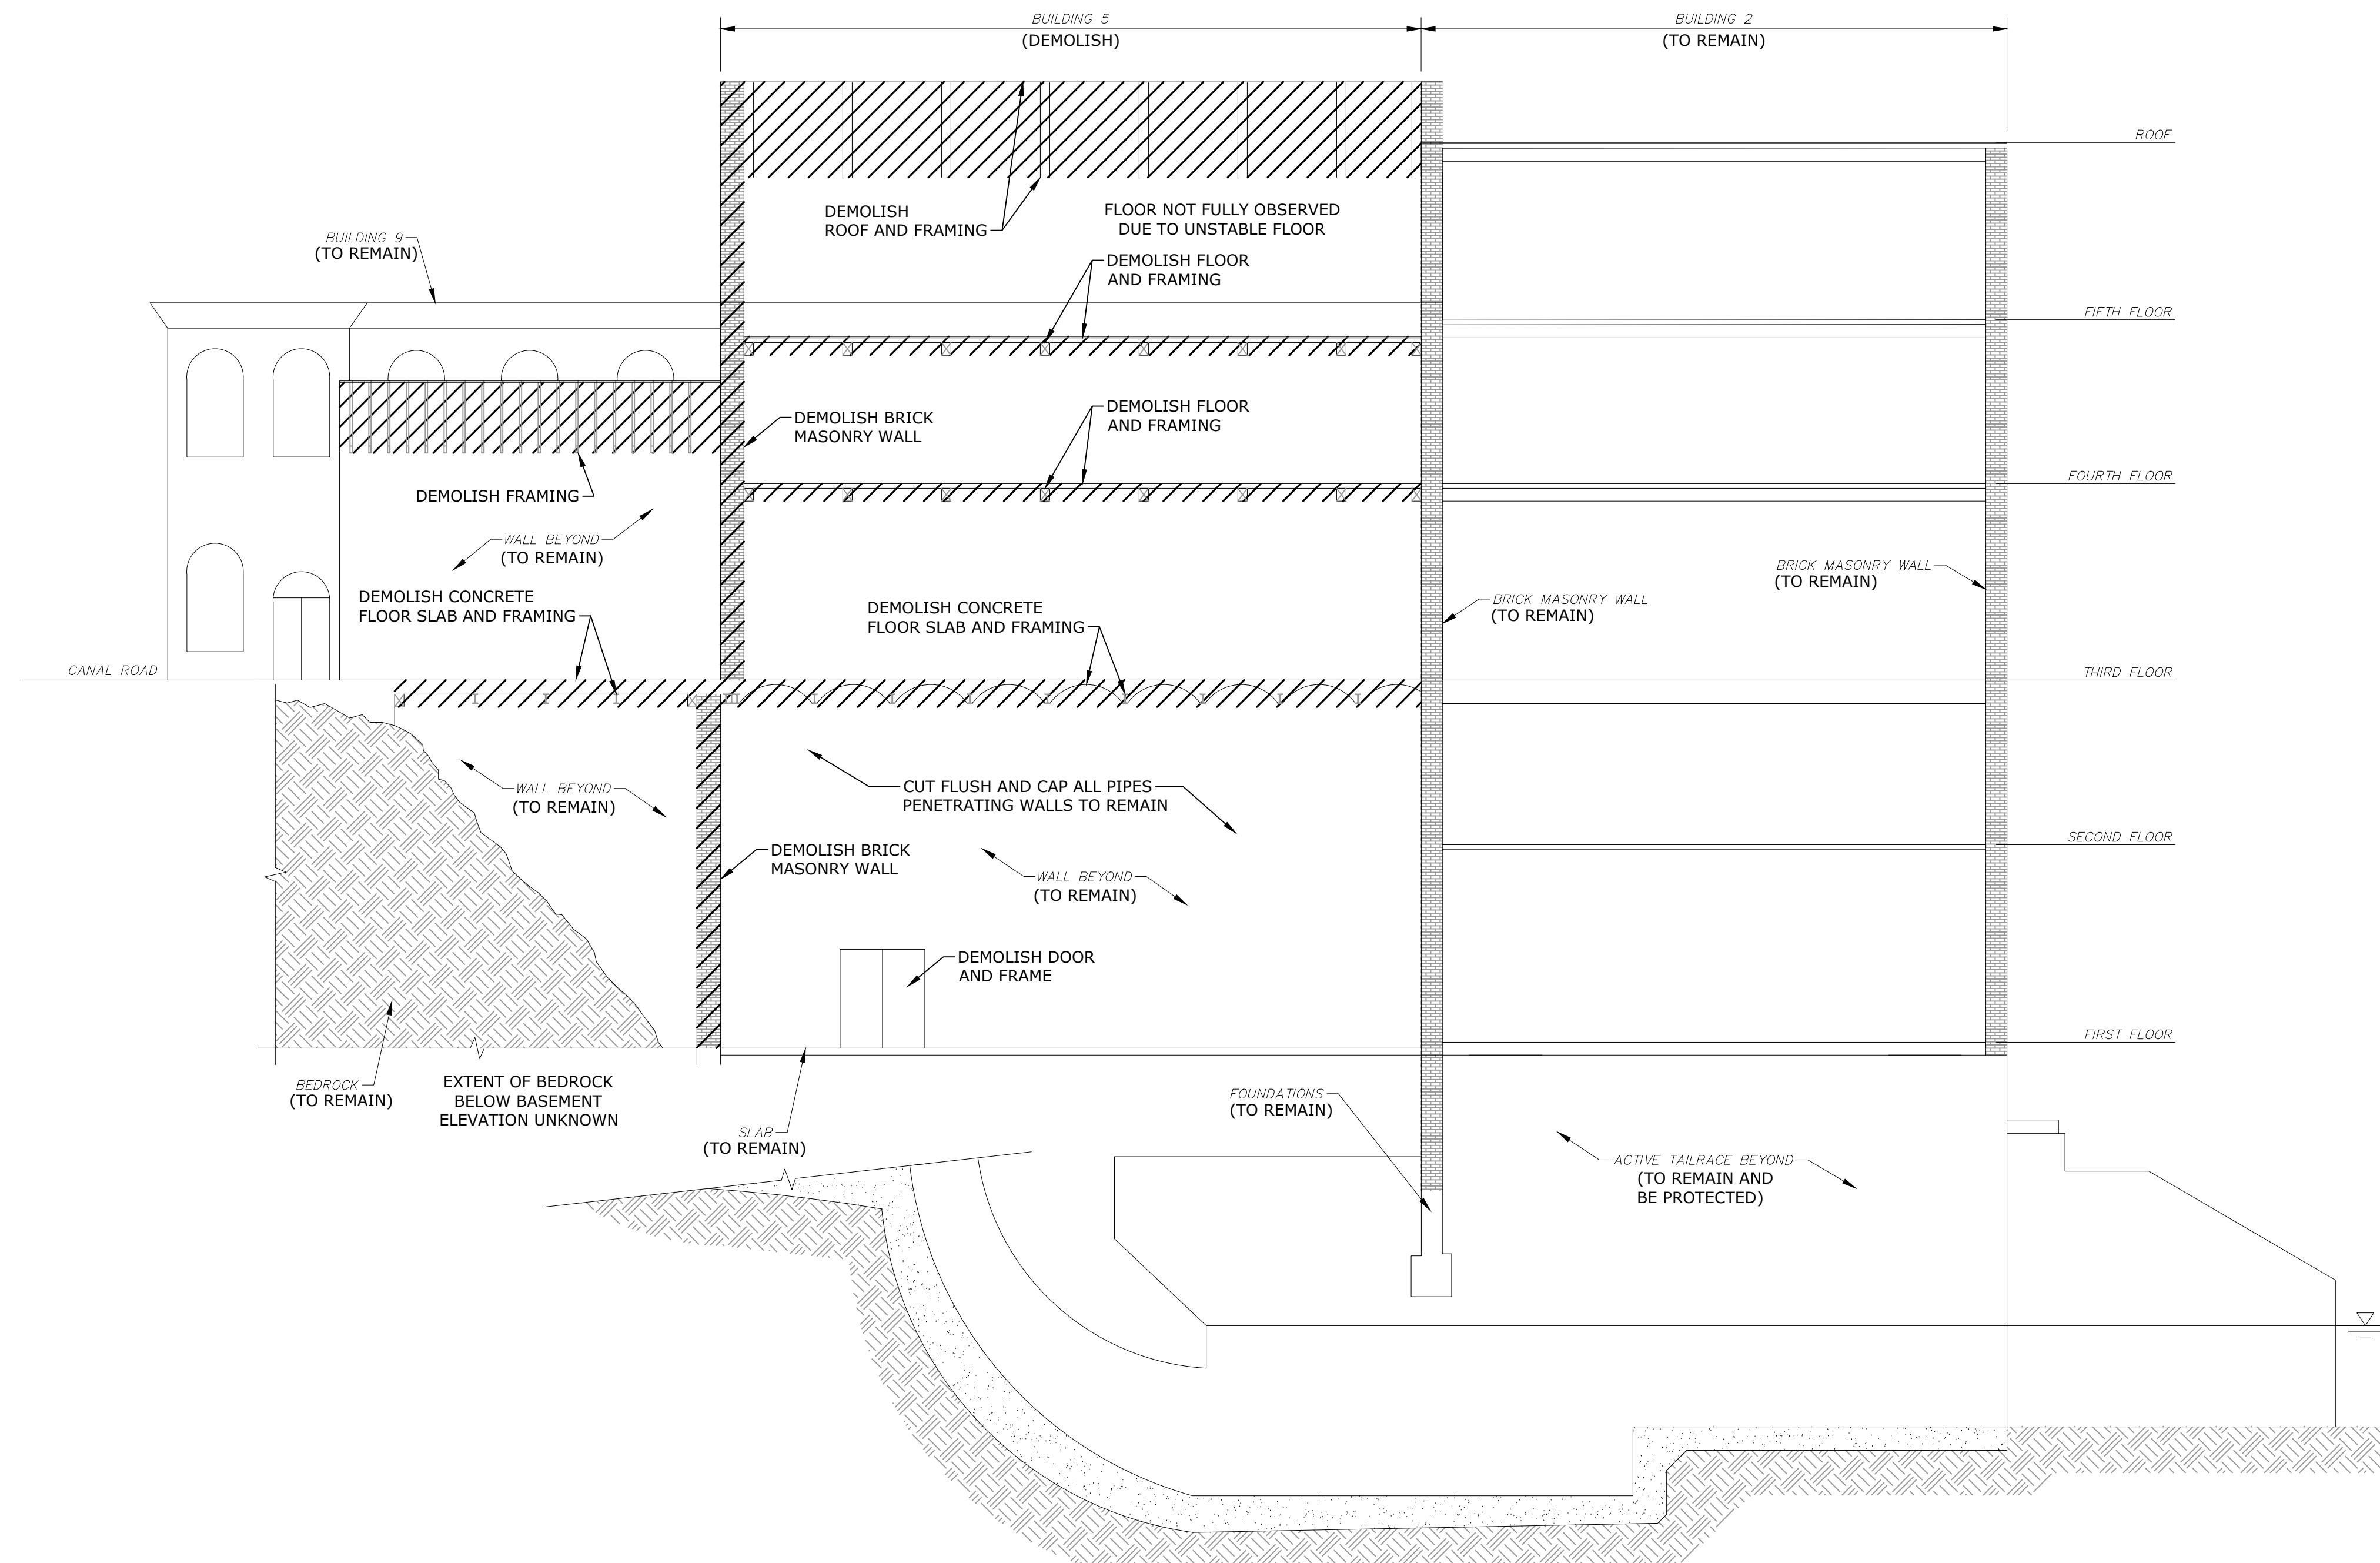 BUILDING 5
(DEMOLISH)
BUILDING 2
(TO REMAIN)
ROOF
DEMOLISH
ROOF AND FRAMING
FLOOR NOT FULLY OBSERVED
DUE TO UNSTABLE FLOOR
BUILDING 9
(TO REMAIN)
DEMOLISH FLOOR
AND FRAMING
FIFTH FLOOR
DEMOLISH BRICK
MASONRY WALL
DEMOLISH FLOOR
AND FRAMING
FOURTH FLOOR
DEMOLISH FRAMING
WALL BEYOND
(TO REMAIN)
BRICK MASONRY WALL
(TO REMAIN)
DEMOLISH CONCRETE
FLOOR SLAB AND FRAMING
DEMOLISH CONCRETE
FLOOR SLAB AND FRAMING
BRICK MASONRY WALL
(TO REMAIN)
CANAL ROAD
THIRD FLOOR
WALL BEYOND
(TO REMAIN)
CUT FLUSH AND CAP ALL PIPES
PENETRATING WALLS TO REMAIN
SECOND FLOOR
DEMOLISH BRICK
MASONRY WALL
WALL BEYOND
(TO REMAIN)
DEMOLISH DOOR
AND FRAME
FIRST FLOOR
BEDROCK
(TO REMAIN)
EXTENT OF BEDROCK
BELOW BASEMENT
ELEVATION UNKNOWN
FOUNDATIONS
(TO REMAIN)
SLAB
(TO REMAIN)
ACTIVE TAILRACE BEYOND
(TO REMAIN AND
BE PROTECTED)